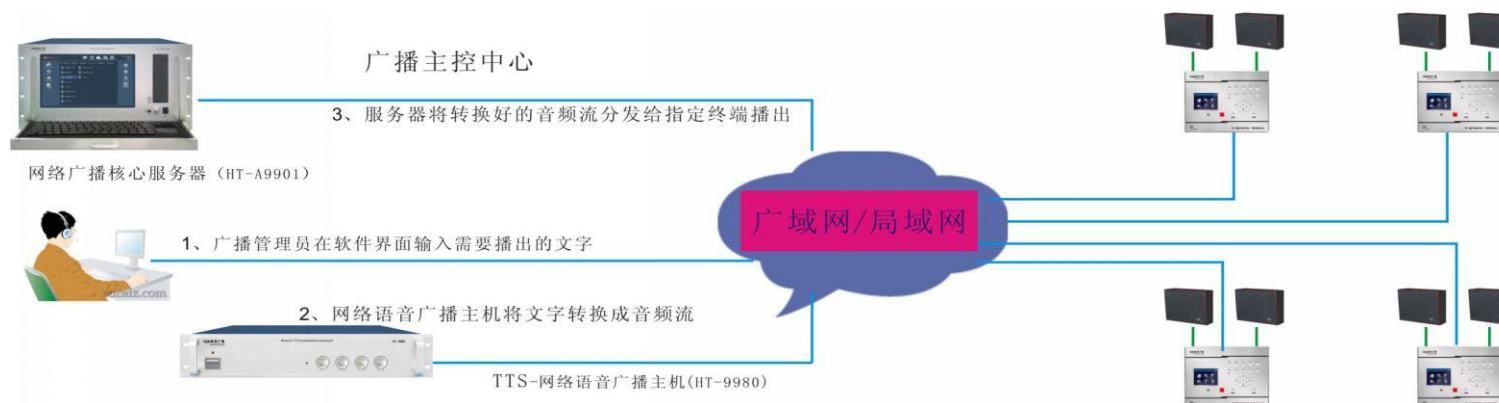 广播主控中心
3、服务器将转换好的音频流分发给指定终端播出
网络广播核心服务器（HT-A9901）
广域网/局域网
1、广播管理员在软件界面输入需要播出的文字
sucaiz.com
2、网络语音广播主机将文字转换成音频流
TTS-网络语音广播主机(HT-9980)